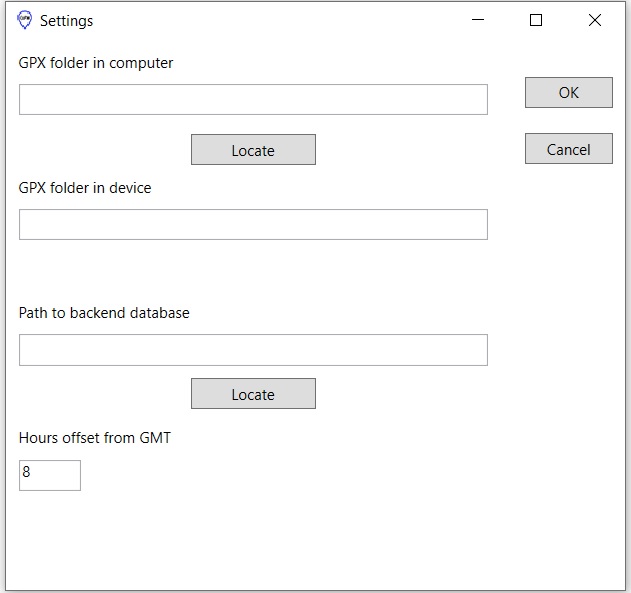 Settings
GPX folder in computer
OK
Locate
Cancel
GPX folder in device
Path to backend database
Locate
Hours offset from GMT
8